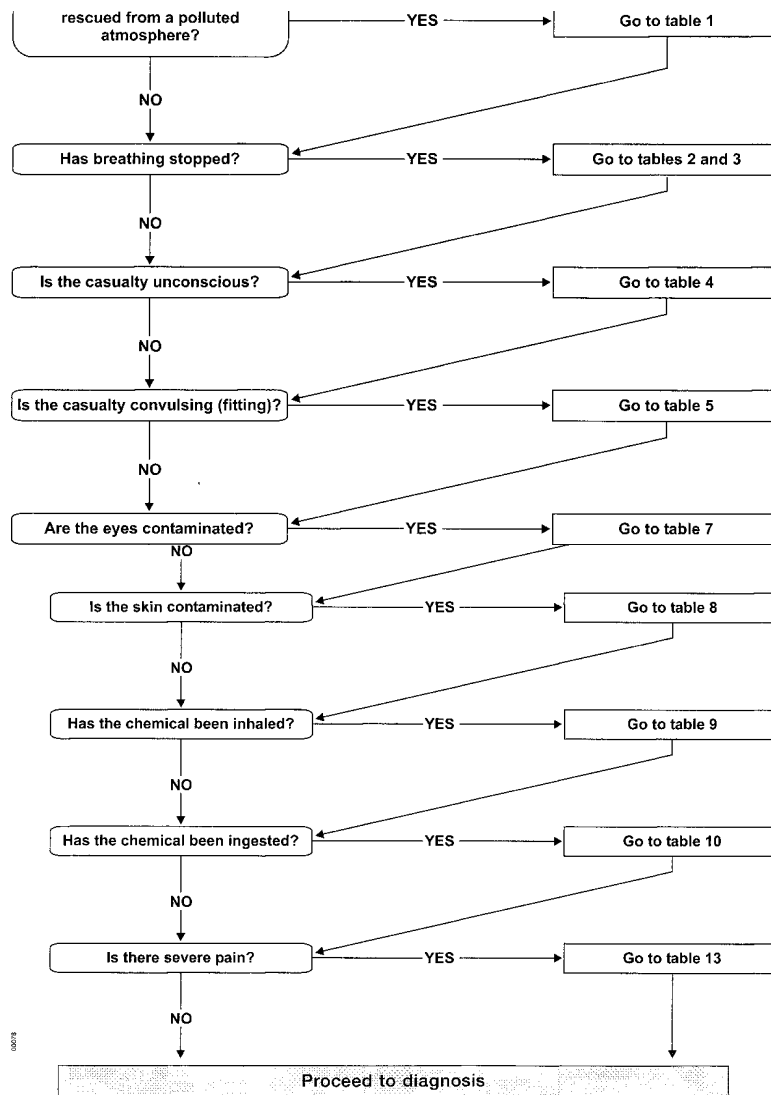 rescued from a polluted
atmosphere?
YES
Go to table 1
NO
Has breathing stopped?
YES
Go to tables 2 and 3
NO
Is the casualty unconscious?
YES
Go to table 4
NO
Is the casualty convulsing (fitting)?
YES
Go to table 5
NO
Are the eyes contaminated?
YES
Go to table 7
NO
Is the skin contaminated?
YES
Go to table 8
NO
Has the chemical been inhaled?
YES
Go to table 9
NO
Has the chemical been ingested?
YES
Go to table 10
NO
Is there severe pain?
YES
Go to table 13
NO
Proceed to diagnosis